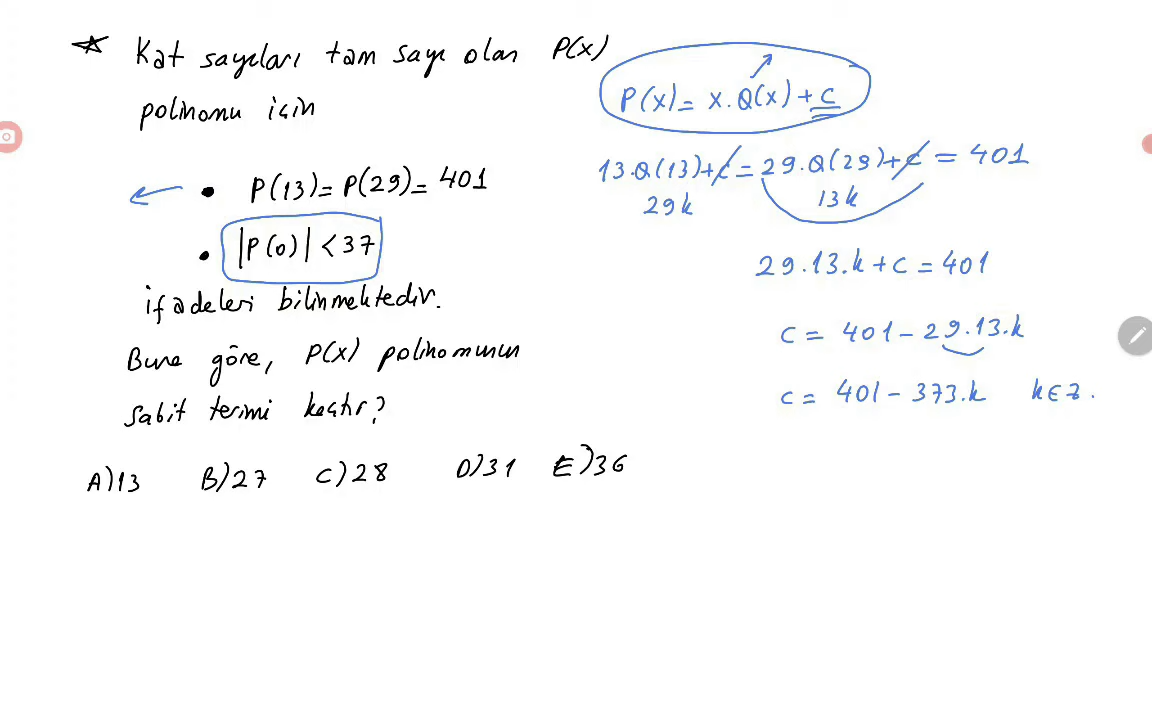 * Kat sayıları tam sayı olan P(x)
polinomu için
• P(13) = P(29) = 401
• |P(0)| < 37
ifadeleri bilinmektedir.
Buna göre, P(x) polinomunun
sabit terimi kaçtır?
A) 13 B) 27 C) 28 D) 31 E) 36
P(x) = x.Q(x) + c
13.Q(13) + c = 29.Q(29) + c = 401
29k 13k
29.13.k + c = 401
c = 401 - 29.13.k
c = 401 - 373.k k∈Z.